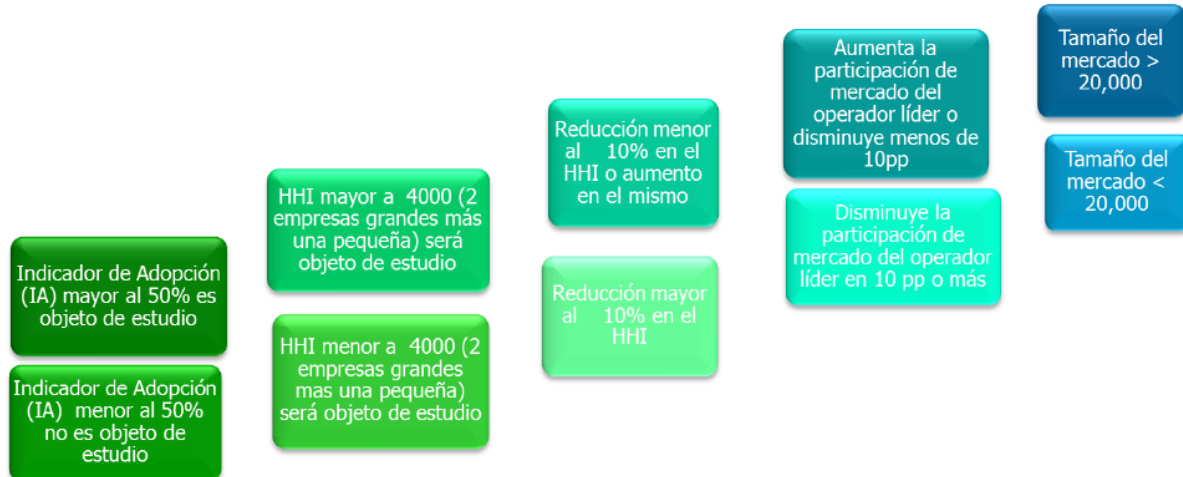 Indicador de Adopción
(IA) mayor al 50% es
objeto de estudio
Indicador de Adopción
(IA) menor al 50%
no es objeto de
estudio
HHI mayor a 4000 (2
empresas grandes más
una pequeña) será
objeto de estudio
HHI menor a 4000 (2
empresas grandes
mas una pequeña)
será objeto de estudio
Reducción menor
al 10% en el
HHI o aumento
en el mismo
Reducción mayor
al 10% en el
HHI
Aumenta la
participación de
mercado del
operador líder o
disminuye menos de
10pp
Disminuye la
participación de
mercado del operador
líder en 10 pp o más
Tamaño del
mercado >
20,000
Tamaño del
mercado <
20,000